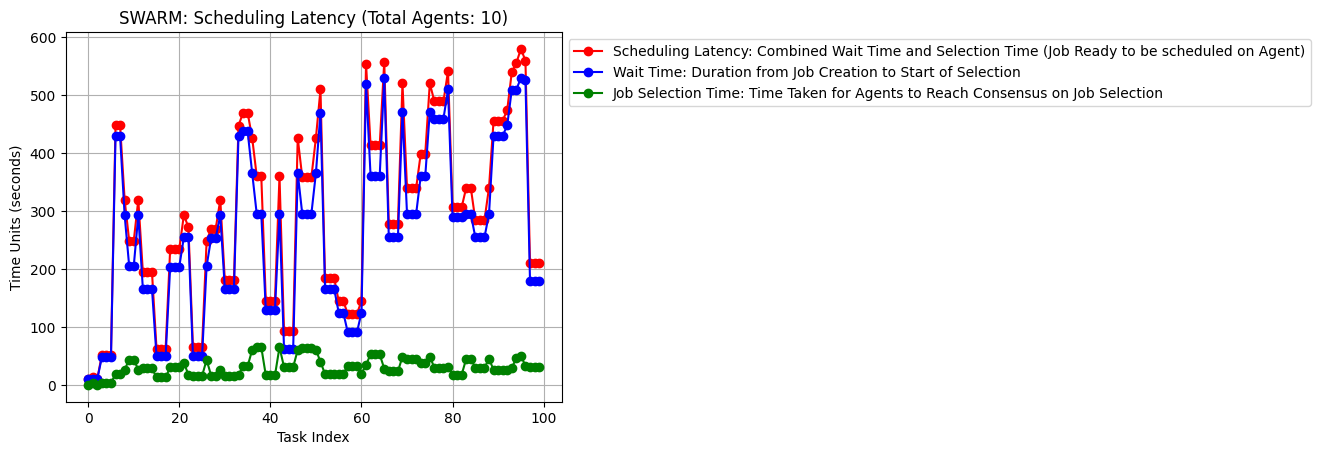 SWARM: Scheduling Latency (Total Agents: 10)
Scheduling Latency: Combined Wait Time and Selection Time (Job Ready to be scheduled on Agent)
Wait Time: Duration from Job Creation to Start of Selection
Job Selection Time: Time Taken for Agents to Reach Consensus on Job Selection
Time Units (seconds)
600
500
400
300
200
100
0
0 20 40 60 80 100
Task Index